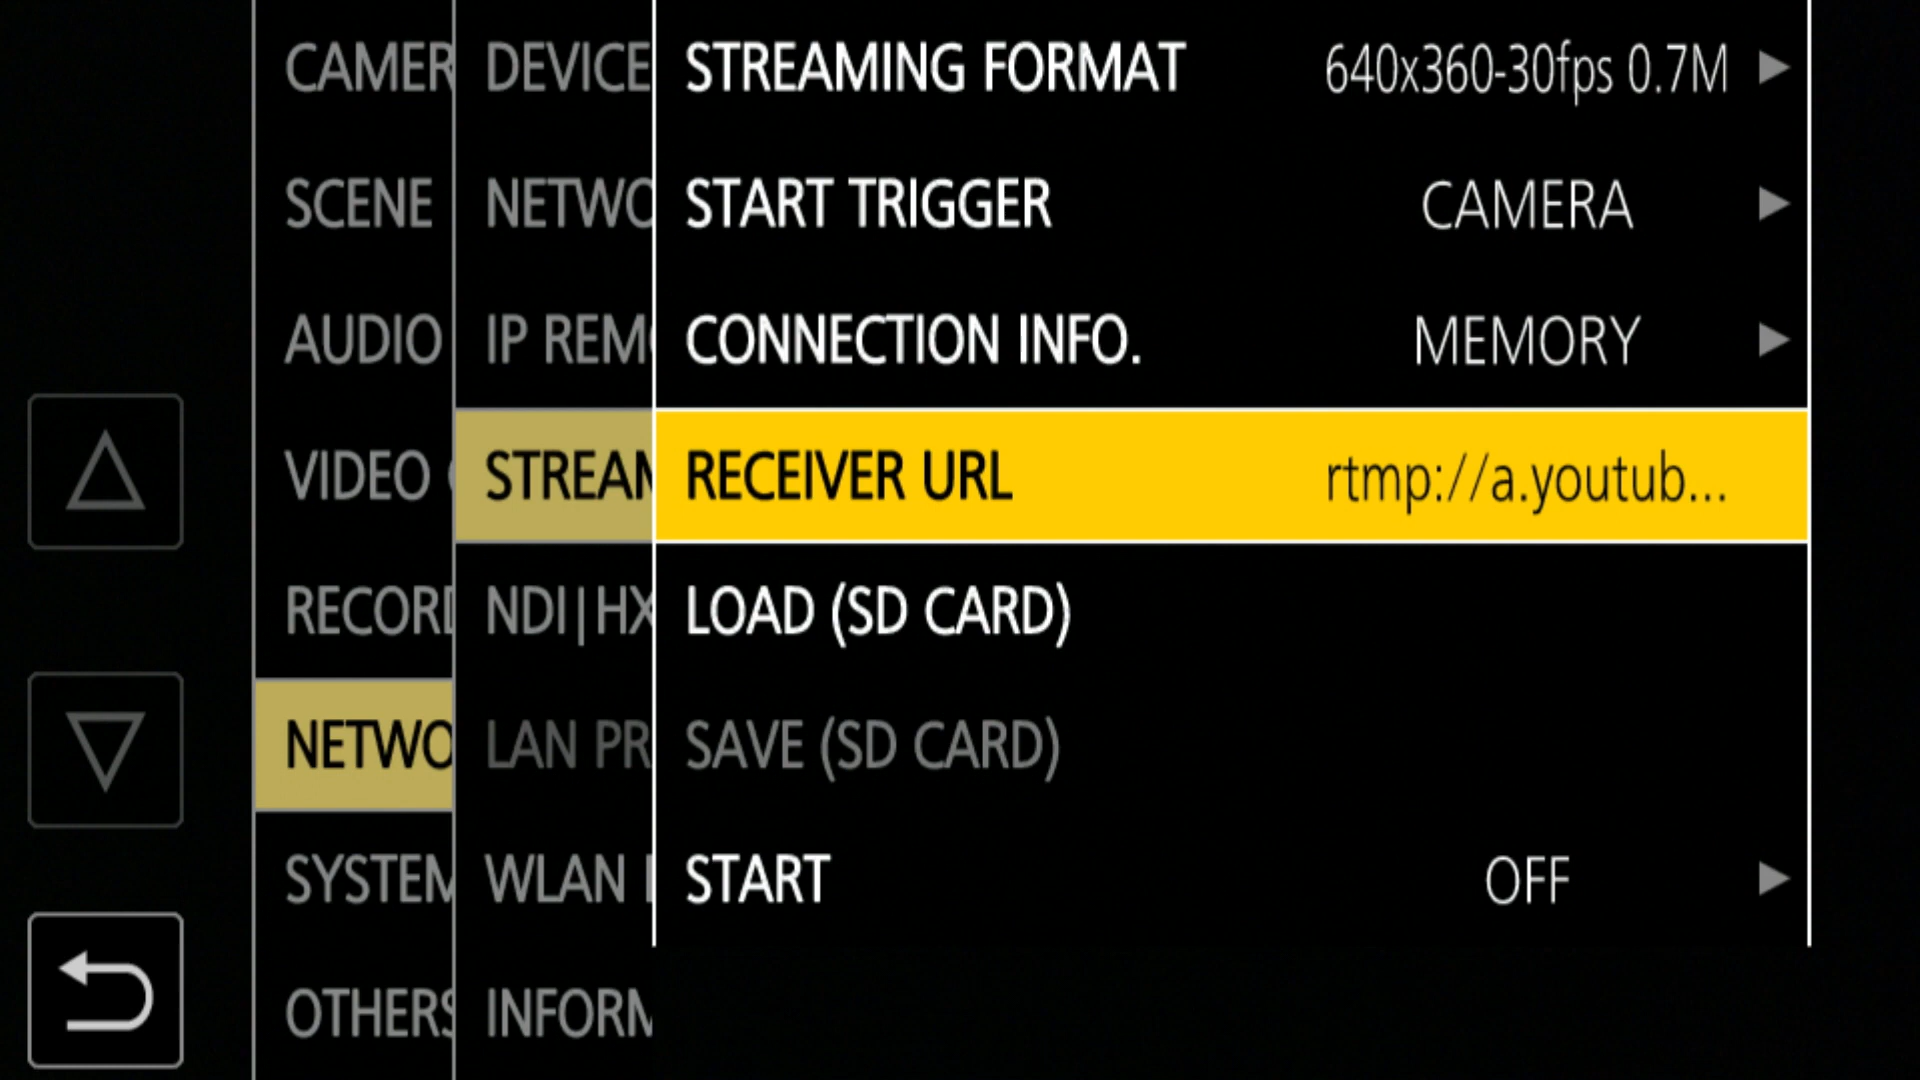 CAMER DEVICE STREAMING FORMAT 640x360-30fps 0.7M
SCENE NETWO START TRIGGER CAMERA
AUDIO IP REM CONNECTION INFO. MEMORY
VIDEO STREAM RECEIVER URL rtmp://a.youtub...
RECORD NDI|HX LOAD (SD CARD)
NETWO LAN PR SAVE (SD CARD)
SYSTEM WLAN START OFF
OTHERS INFORM